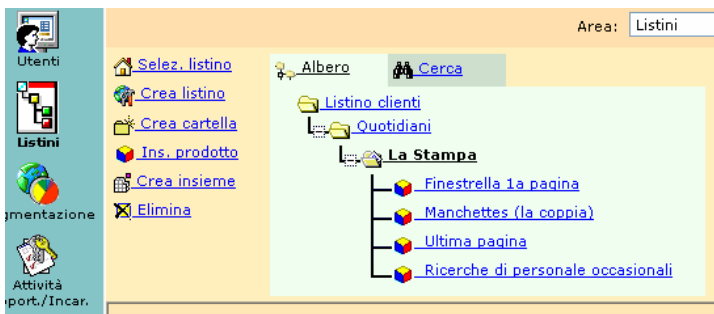 Area: Listini
Utenti
Listini
gmentazione
Attività
port./Incar.
Selez. listino
Crea listino
Crea cartella
Ins. prodotto
Crea insieme
Elimina
Albero
Cerca
Listino clienti
Quotidiani
La Stampa
Finestrella 1a pagina
Manchettes (la coppia)
Ultima pagina
Ricerche di personale occasionali